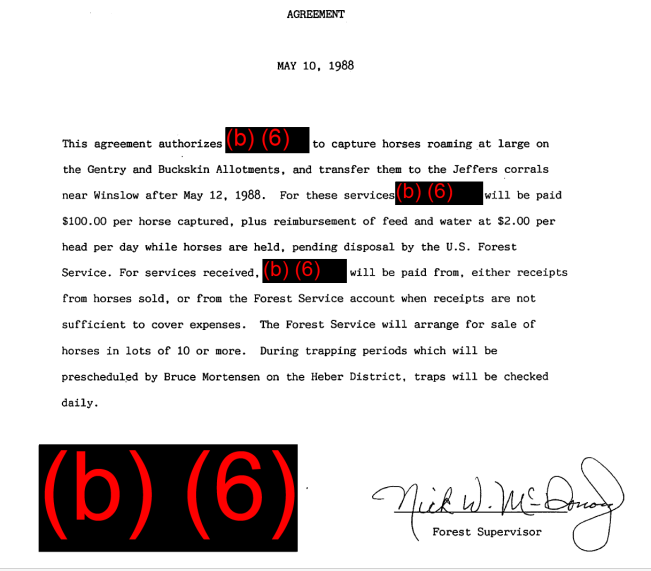 AGREEMENT
MAY 10, 1988
This agreement authorizes (b) (6) to capture horses roaming at large on
the Gentry and Buckskin Allotments, and transfer them to the Jeffers corrals
near Winslow after May 12, 1988. For these services (b) (6) will be paid
$100.00 per horse captured, plus reimbursement of feed and water at $2.00 per
head per day while horses are held, pending disposal by the U.S. Forest
Service. For services received, (b) (6) will be paid from, either receipts
from horses sold, or from the Forest Service account when receipts are not
sufficient to cover expenses. The Forest Service will arrange for sale of
horses in lots of 10 or more. During trapping periods which will be
prescheduled by Bruce Mortensen on the Heber District, traps will be checked
daily.
(b) (6)
Nick W. Mc
Forest Supervisor